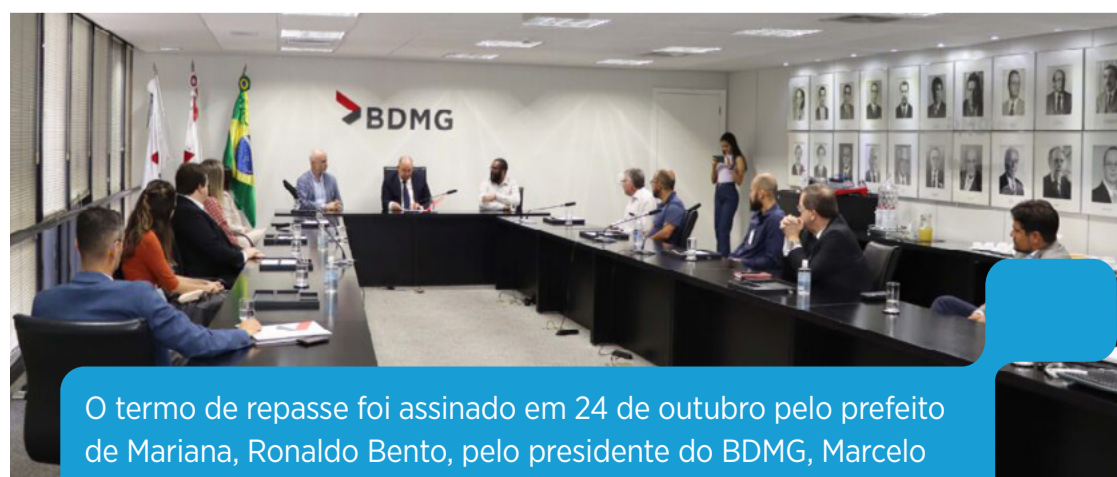 BDMG
O termo de repasse foi assinado em 24 de outubro pelo prefeito
de Mariana, Ronaldo Bento, pelo presidente do BDMG, Marcelo